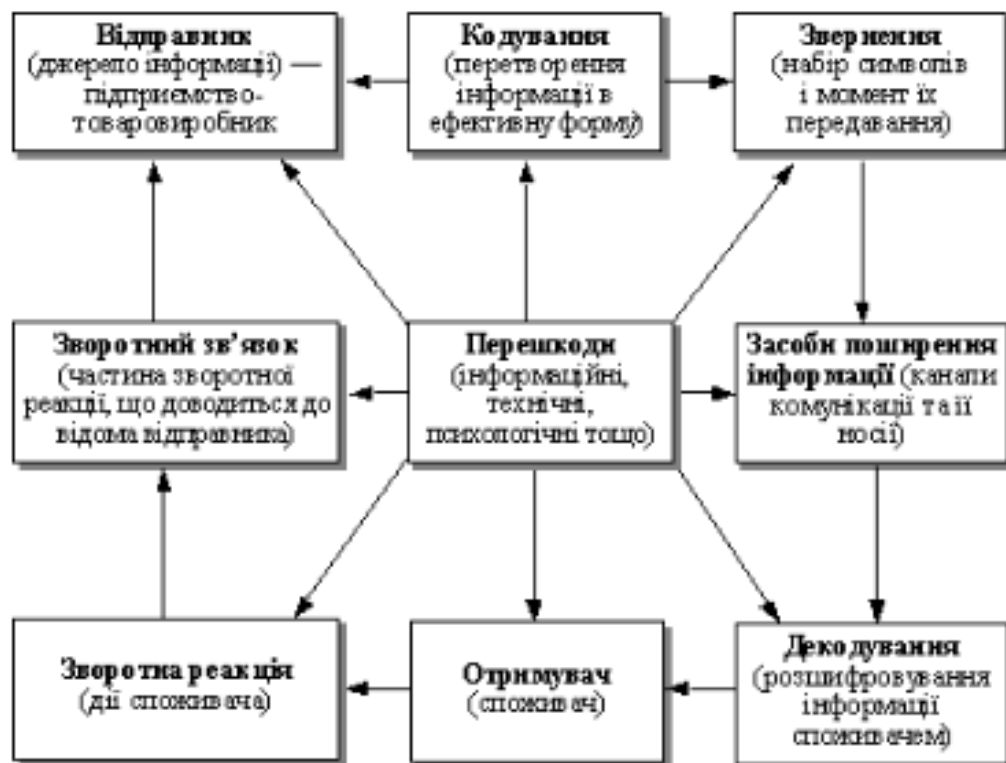 Відправник
(джерело інформації) —
підприємство-
товаровиробник
Кодування
(перетворення
інформації в
ефективну форму)
Звернення
(набір символів
і момент їх
передавання)
Зворотний зв’язок
(частина зворотної
реакції, що доводиться до
відома відправника)
Перешкоди
(інформаційні,
технічні,
психологічні тощо)
Засоби поширення
інформації (канали
комунікації та її
носії)
Зворотна реакція
(дії споживача)
Отримувач
(споживач)
Декодування
(розшифровування
інформації
споживачем)